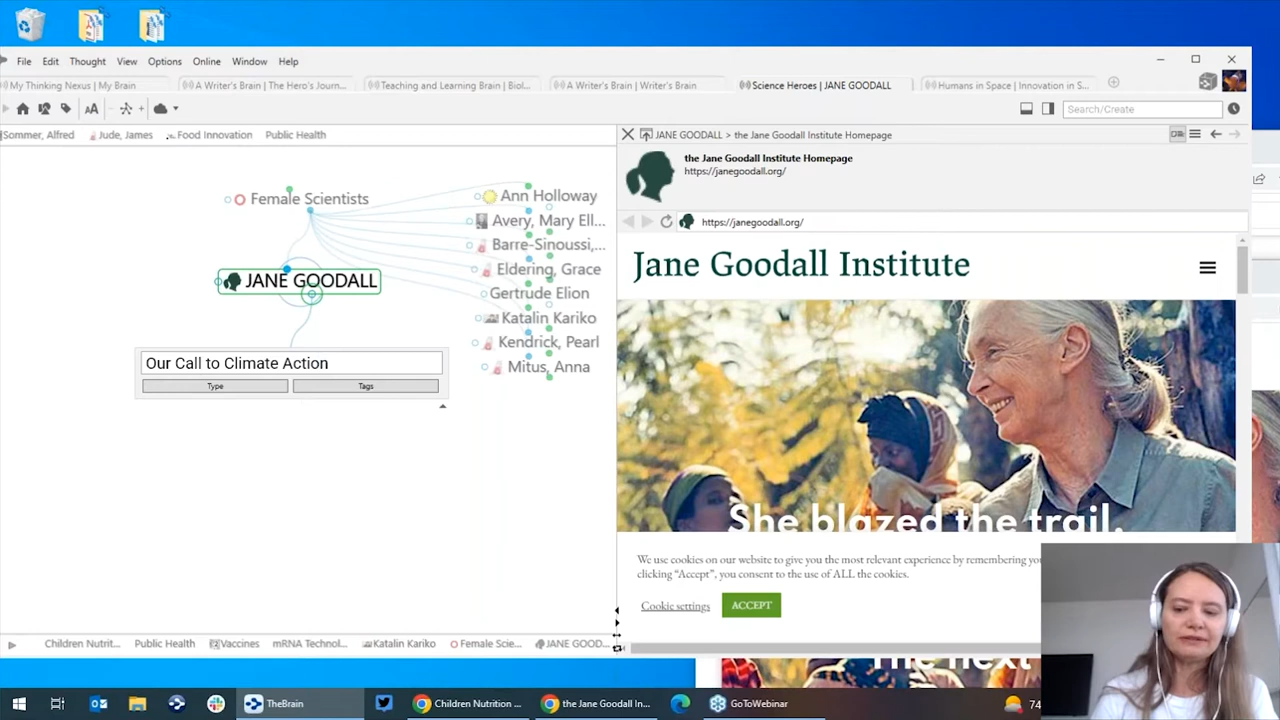 File Edit Thought View Options Online Window Help
My Thinking Nexus | My Brain
A Writer's Brain | The Hero's Journ...
Teaching and Learning Brain | Biol...
A Writer's Brain | Writer's Brain
Science Heroes | JANE GOODALL
Humans in Space | Innovation in S...
AA
Search/Create
Sommer, Alfred
Jude, James
Food Innovation
Public Health
JANE GOODALL > the Jane Goodall Institute Homepage
the Jane Goodall Institute Homepage
https://janegoodall.org/
https://janegoodall.org/
Female Scientists
Ann Holloway
Avery, Mary Ell...
Barre-Sinoussi,...
Eldering, Grace
Gertrude Elion
Katalin Kariko
Kendrick, Pearl
Mitus, Anna
JANE GOODALL
Our Call to Climate Action
Type
Tags
Jane Goodall Institute
She blazed the trail.
We use cookies on our website to give you the most relevant experience by remembering
clicking “Accept”, you consent to the use of ALL the cookies.
Cookie settings
ACCEPT
Children Nutrit...
Public Health
Vaccines
mRNA Technol...
Katalin Kariko
Female Scie...
JANE GOOD...
The next
TheBrain
Children Nutrition ...
the Jane Goodall In...
GoToWebinar
74